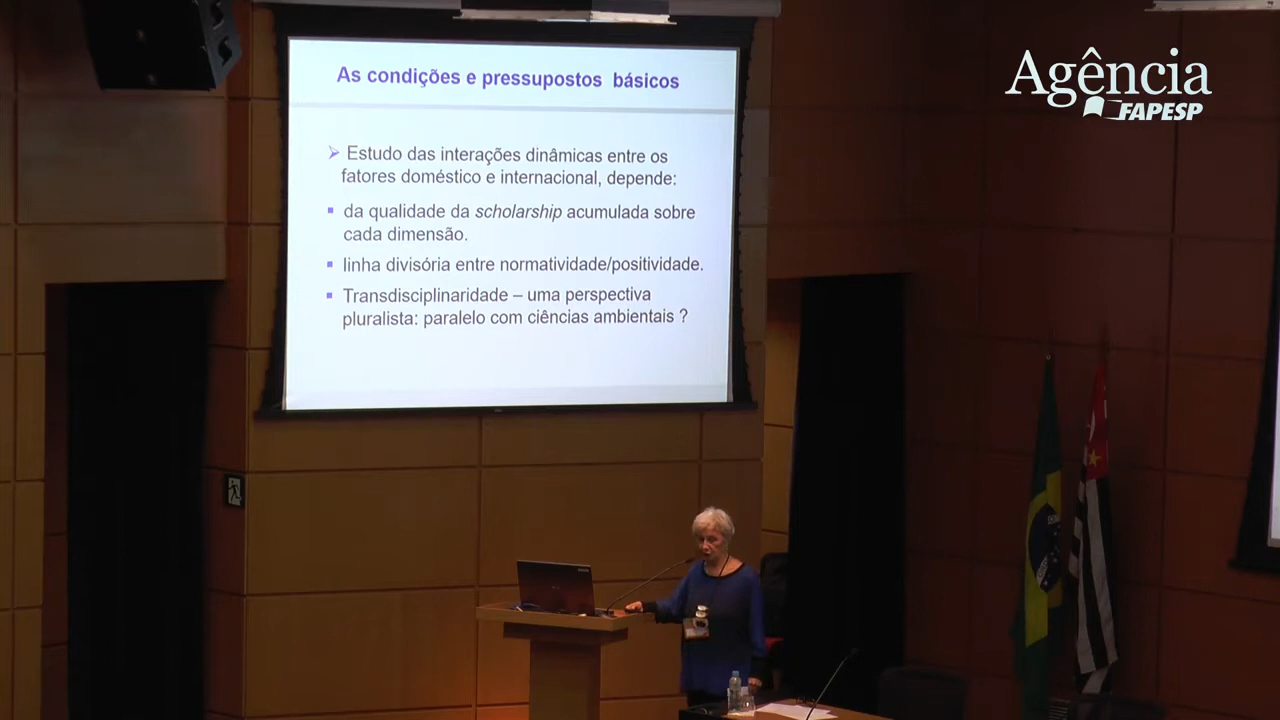 As condições e pressupostos básicos
Estudo das interações dinâmicas entre os
fatores doméstico e internacional, depende:
da qualidade da scholarship acumulada sobre
cada dimensão.
linha divisória entre normatividade/positividade.
Transdisciplinaridade – uma perspectiva
pluralista: paralelo com ciências ambientais ?
Agência
FAPESP